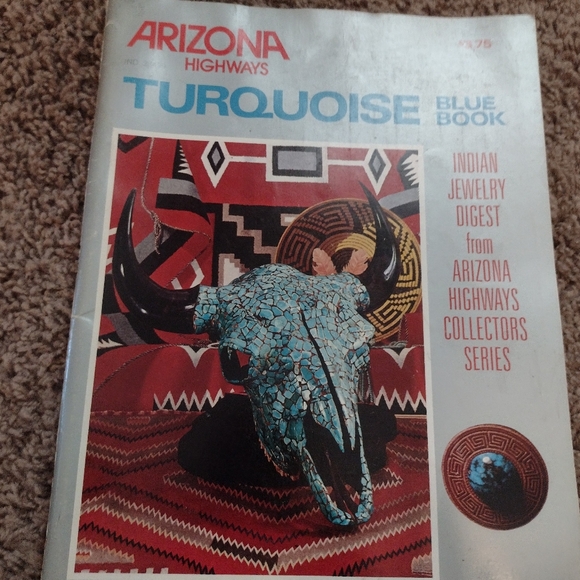 ARIZONA
HIGHWAYS
TURQUOISE BLUE
BOOK
INDIAN
JEWELRY
DIGEST
from
ARIZONA
HIGHWAYS
COLLECTORS
SERIES